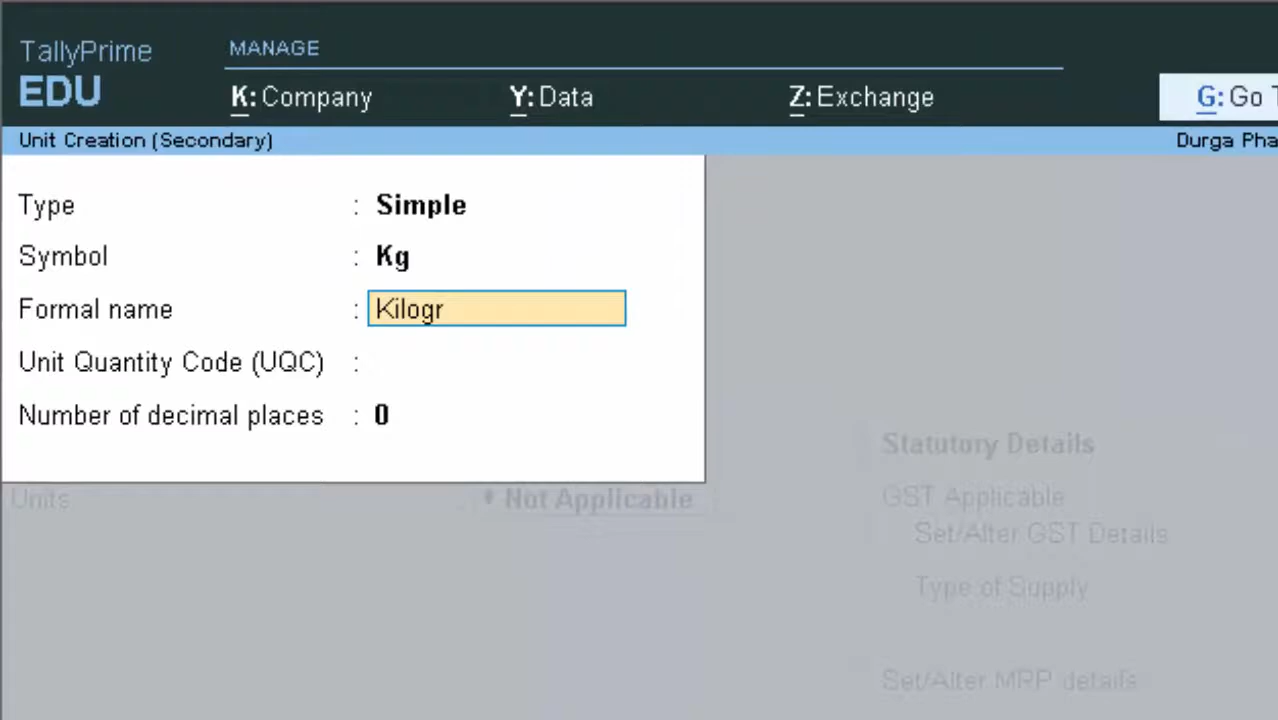 TallyPrime
EDU
MANAGE
K: Company
Y: Data
Z: Exchange
G: Go T
Unit Creation (Secondary)
Durga Pha
Type : Simple
Symbol : Kg
Formal name : Kilogr
Unit Quantity Code (UQC) :
Number of decimal places : 0
Statutory Details
Units
Not Applicable
GST Applicable
Set/Alter GST Details
Type of Supply
Set/Alter MRP details